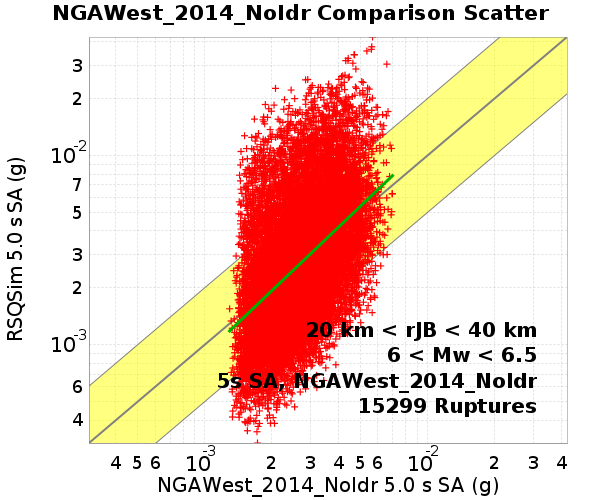 NGAWest_2014_NoIdr Comparison Scatter
RSQSim 5.0 s SA (g)
3
2
10-2
7
5
3
2
10-3
6
4
20 km < rJB < 40 km
6 < Mw < 6.5
5s SA, NGAWest_2014_NoIdr
15299 Ruptures
4 5 6 10-3 2 3 4 5 6 10-2 2 3 4
NGAWest_2014_NoIdr 5.0 s SA (g)